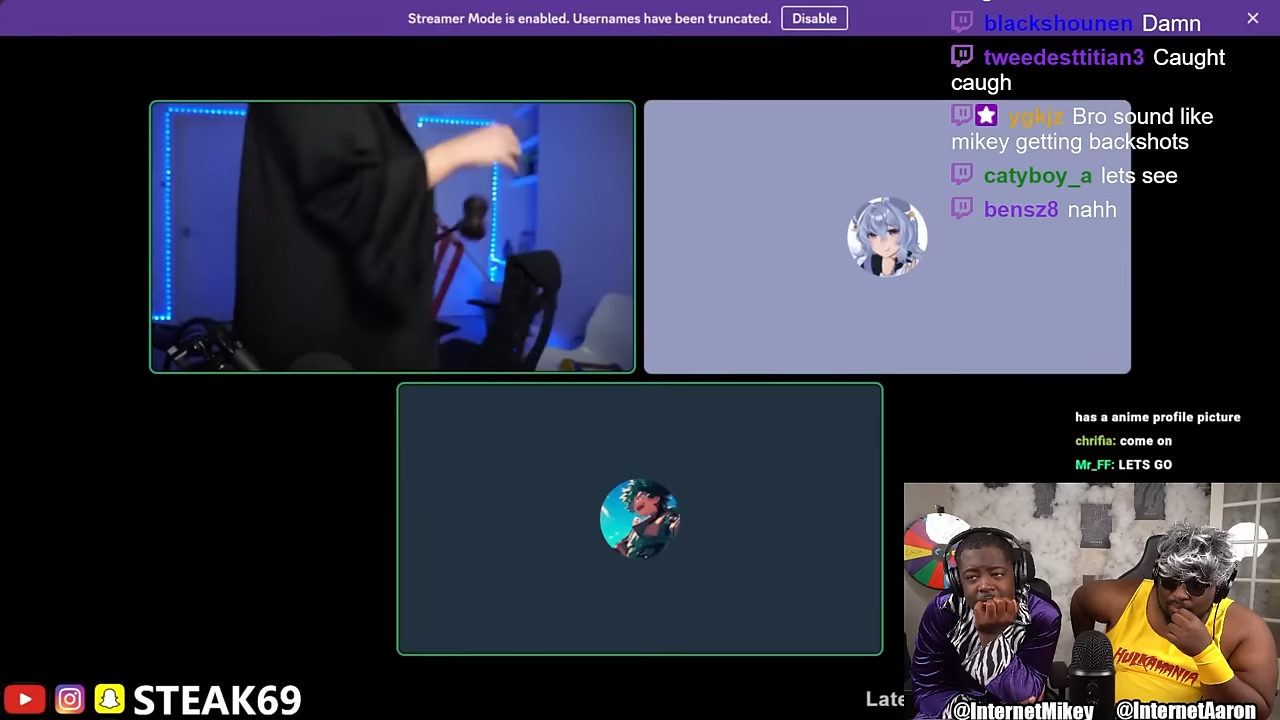 Streamer Mode is enabled. Usernames have been truncated. Disable
blackshounen Damn
tweedesttitian3 Caught
caugh
ygkjz Bro sound like
mikey getting backshots
catyboy_a lets see
bensz8 nahh
has a anime profile picture
chrifia: come on
Mr_FF: LETS GO
HULKAMANIA
STEAK69
Late
@InternetMikey @InternetAaron